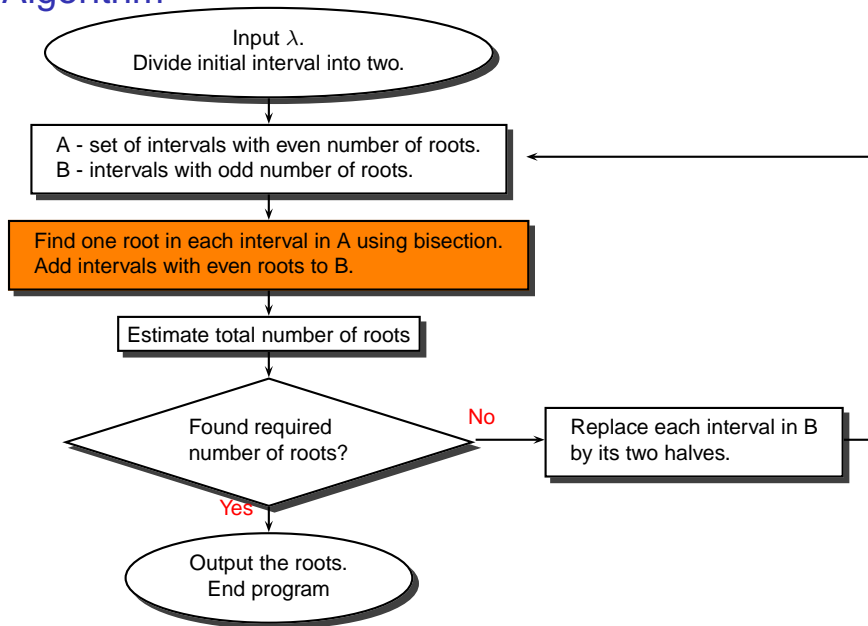 Algorithm
Input λ.
Divide initial interval into two.
A - set of intervals with even number of roots.
B - intervals with odd number of roots.
Find one root in each interval in A using bisection.
Add intervals with even roots to B.
Estimate total number of roots
Found required
number of roots?
No
Replace each interval in B
by its two halves.
Yes
Output the roots.
End program